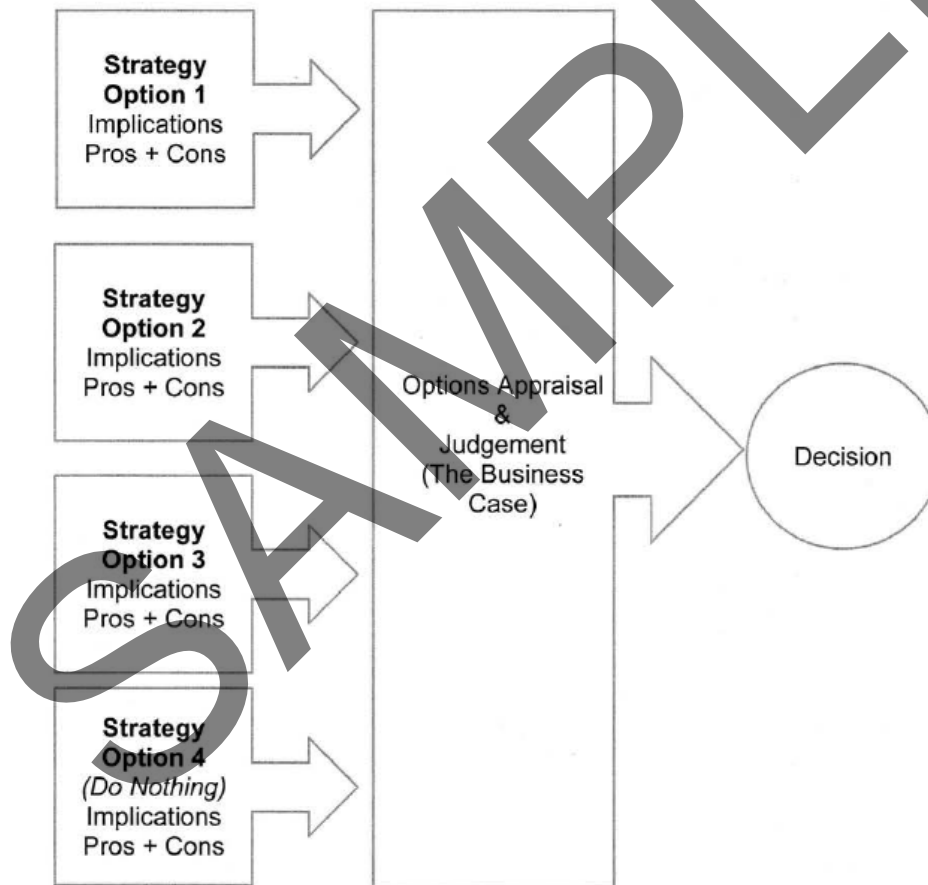 Strategy
Option 1
Implications
Pros + Cons
Strategy
Option 2
Implications
Pros + Cons
Strategy
Option 3
Implications
Pros + Cons
Strategy
Option 4
(Do Nothing)
Implications
Pros + Cons
Options Appraisal
&
Judgement
(The Business
Case)
Decision
SAMPL